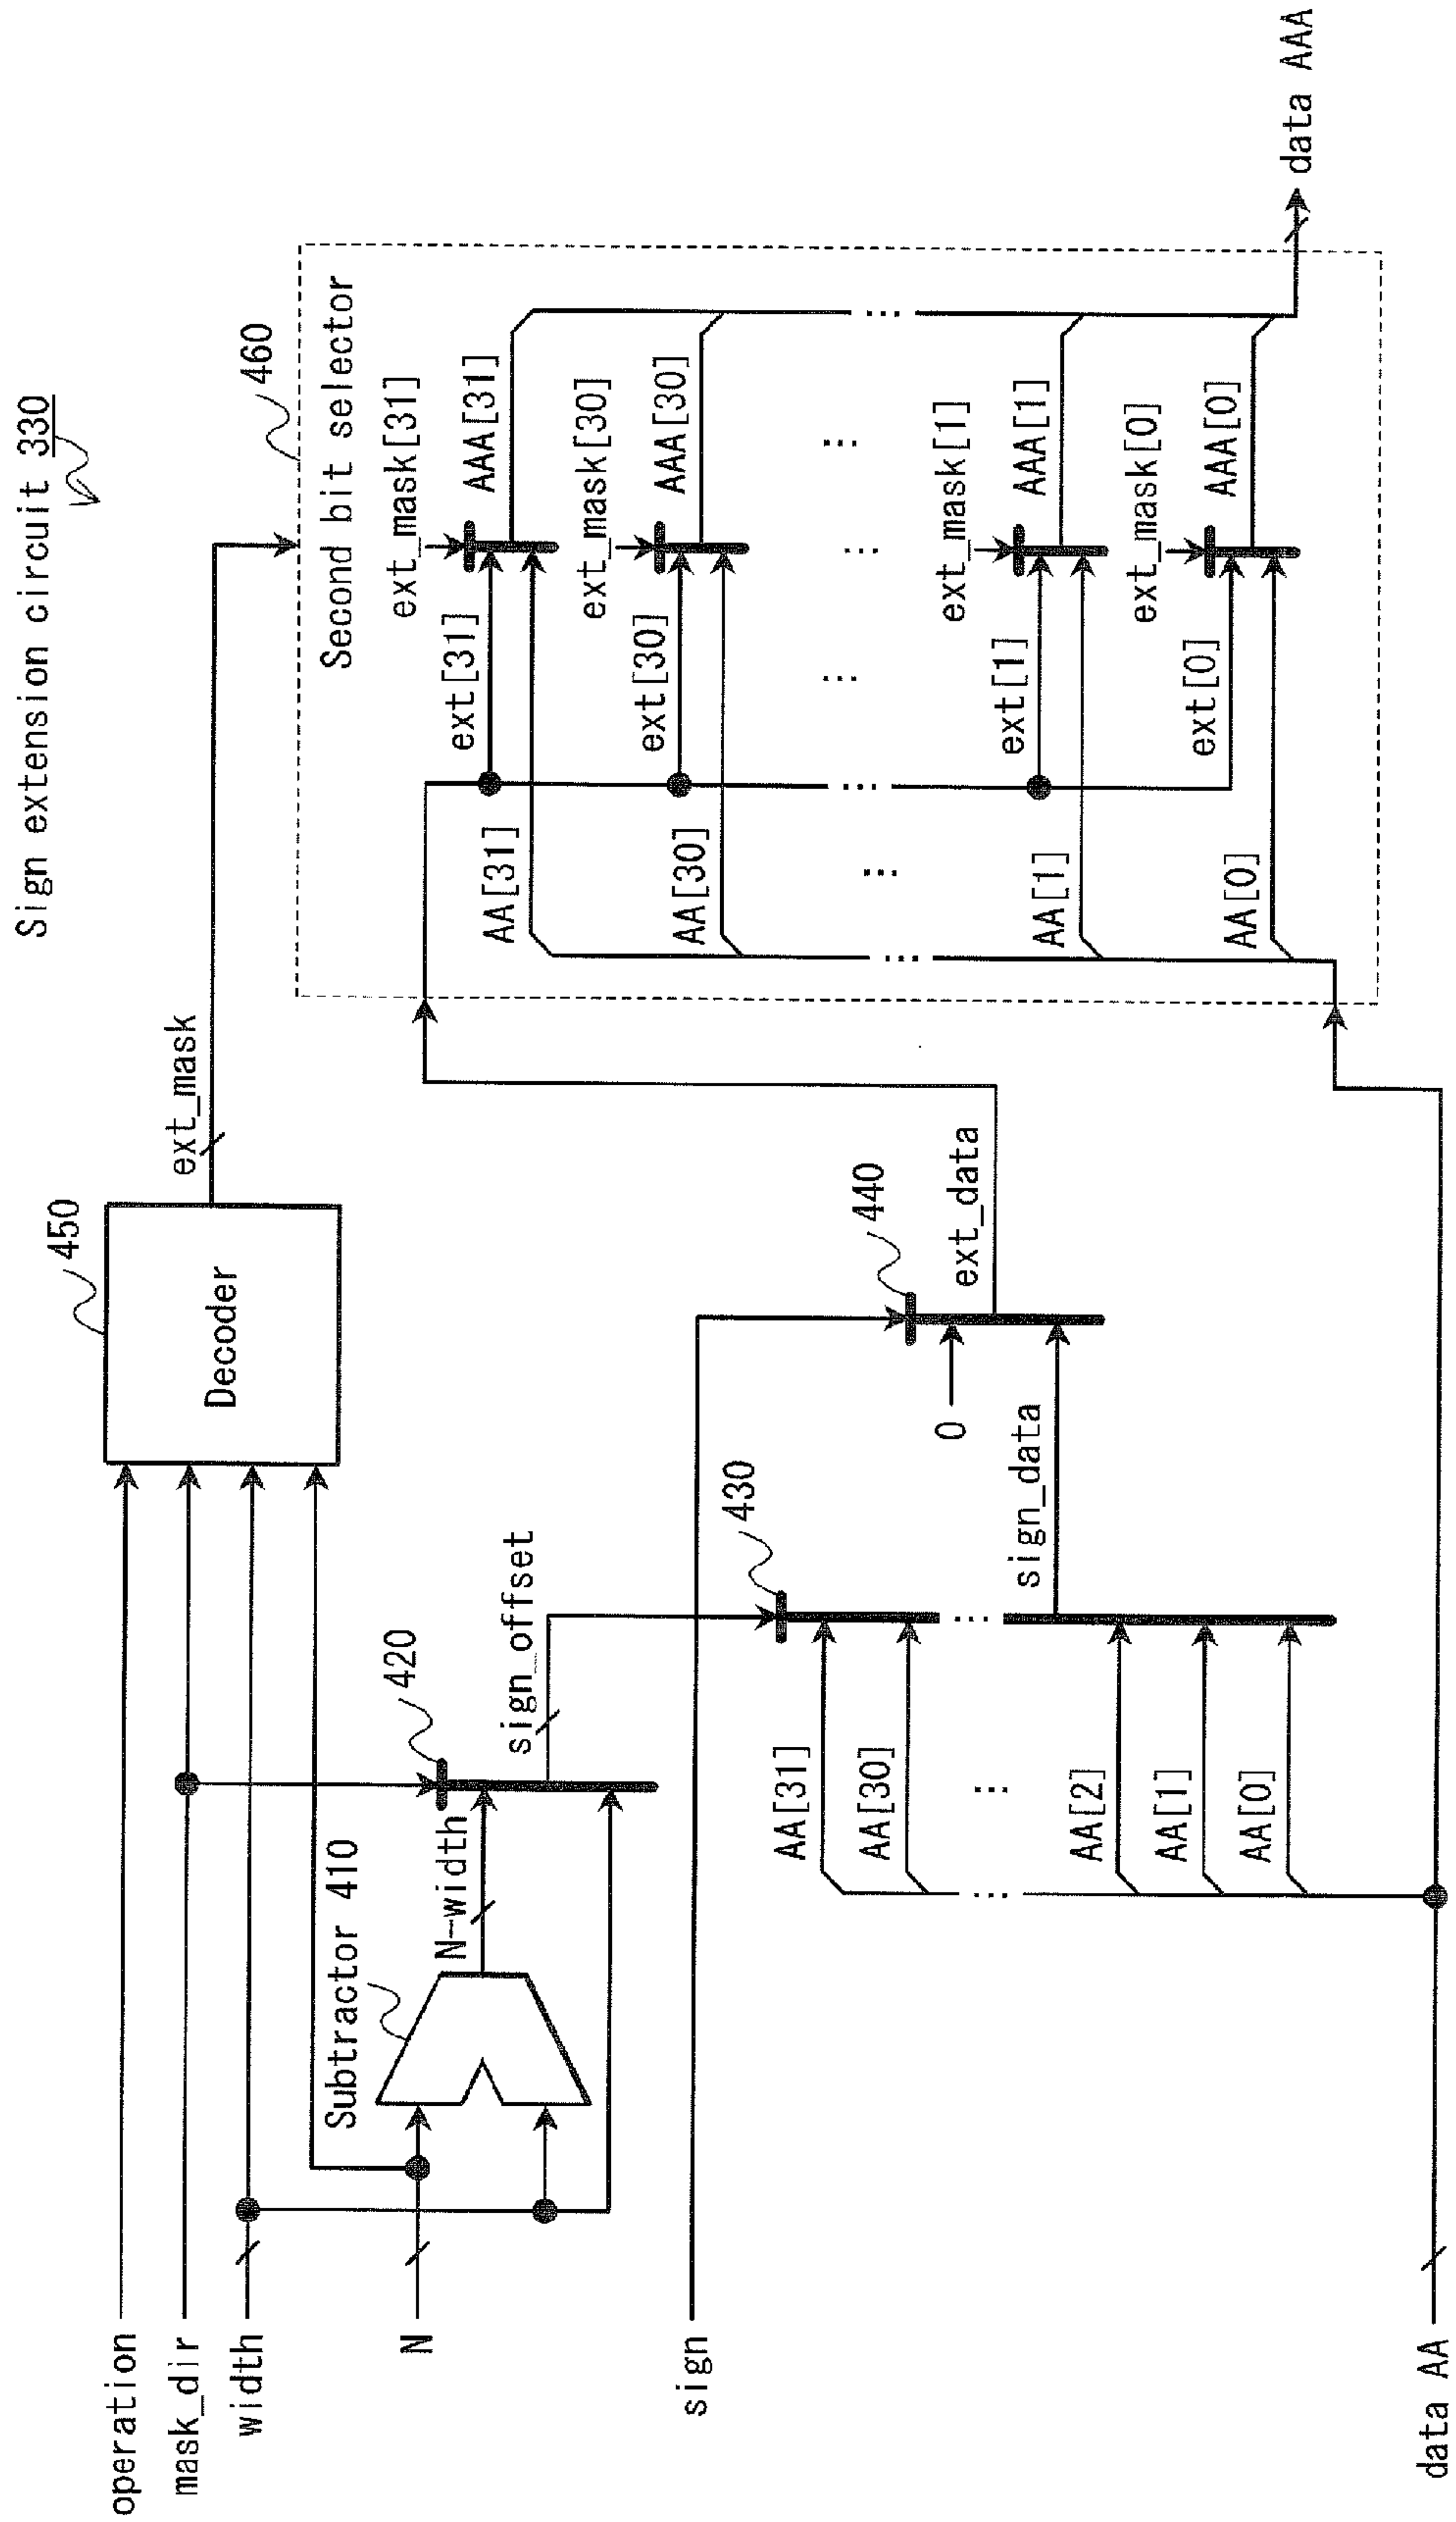 Sign extension circuit 330
operation
mask_dir
width
N
sign
data AA
Subtractor 410
N-width
420
sign_offset
450
Decoder
ext_mask
430
AA[31]
AA[30]
...
AA[2]
AA[1]
AA[0]
...
...
sign_data
0
440
ext_data
460
Second bit selector
AA[31]
ext[31]
ext_mask[31]
AAA[31]
AA[30]
ext[30]
ext_mask[30]
AAA[30]
...
...
...
...
...
...
...
AA[1]
ext[1]
ext_mask[1]
AAA[1]
AA[0]
ext[0]
ext_mask[0]
AAA[0]
data AAA